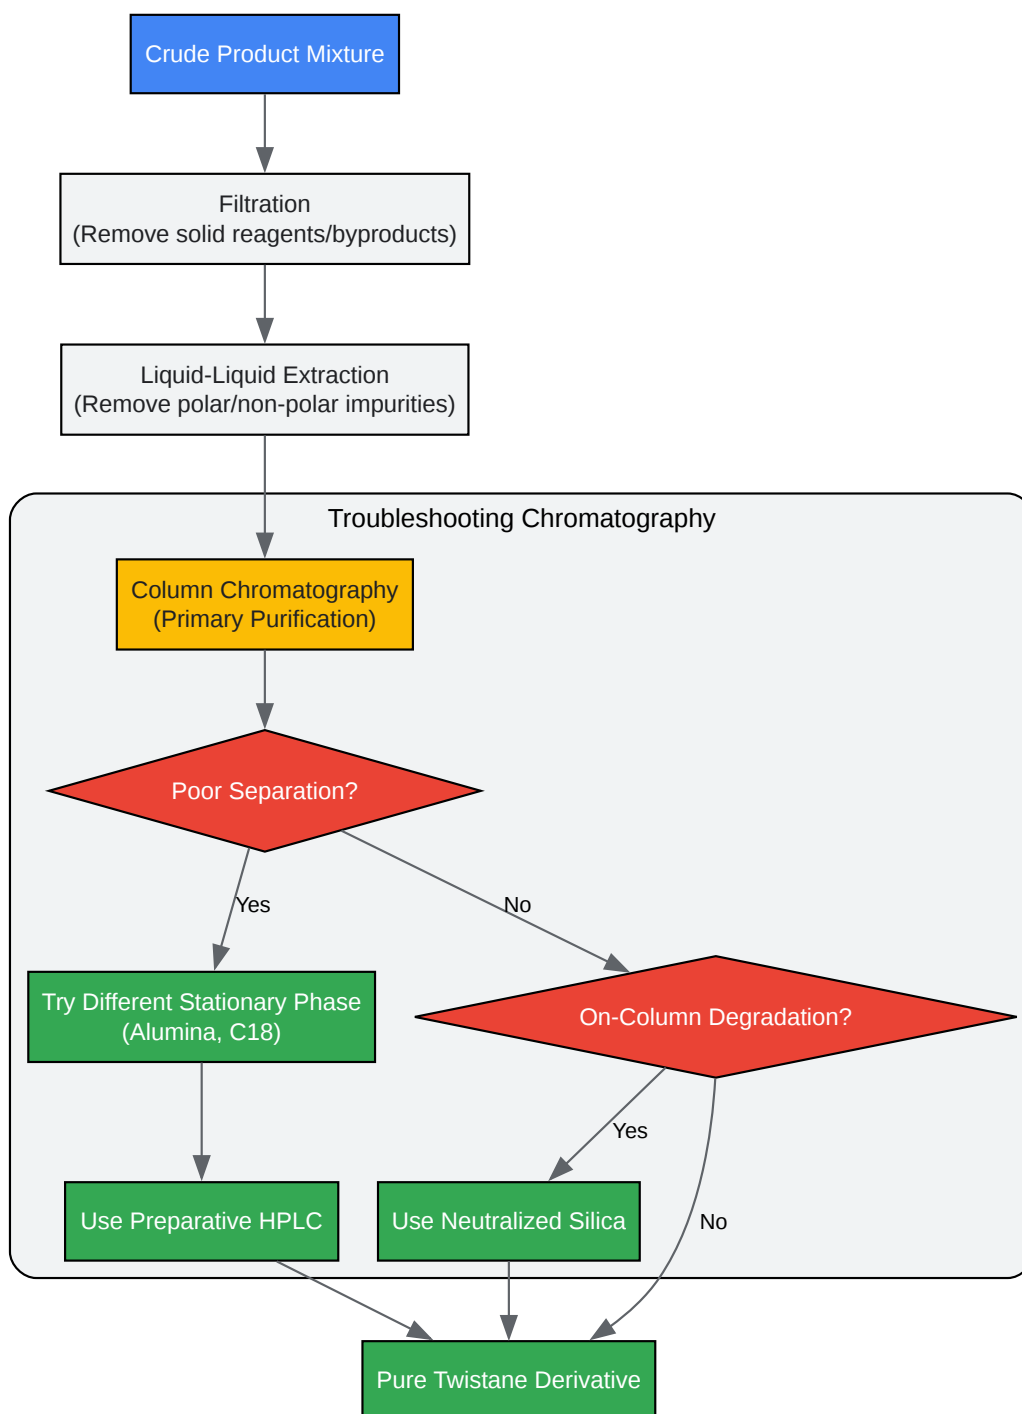 Crude Product Mixture
Filtration
(Remove solid reagents/byproducts)
Liquid-Liquid Extraction
(Remove polar/non-polar impurities)
Troubleshooting Chromatography
Column Chromatography
(Primary Purification)
Poor Separation?
Yes
No
Try Different Stationary Phase
(Alumina, C18)
On-Column Degradation?
Yes
No
Use Preparative HPLC
Use Neutralized Silica
Pure Twistane Derivative